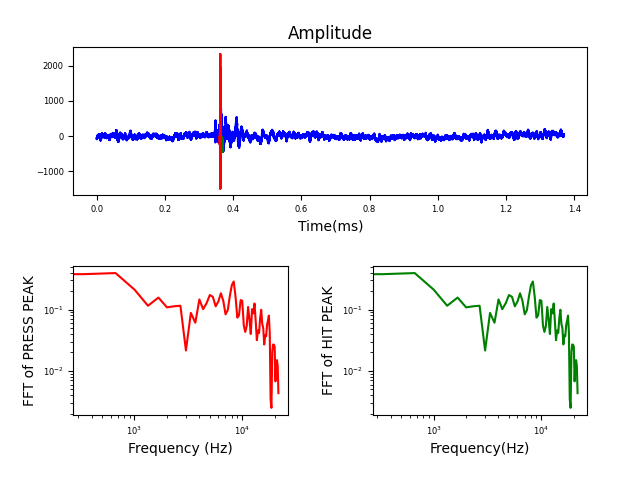 Amplitude
2000
1000
0
−1000
0.0 0.2 0.4 0.6 0.8 1.0 1.2 1.4
Time(ms)
FFT of PRESS PEAK
10⁻¹
10⁻²
10³ 10⁴
Frequency (Hz)
FFT of HIT PEAK
10⁻¹
10⁻²
10³ 10⁴
Frequency(Hz)